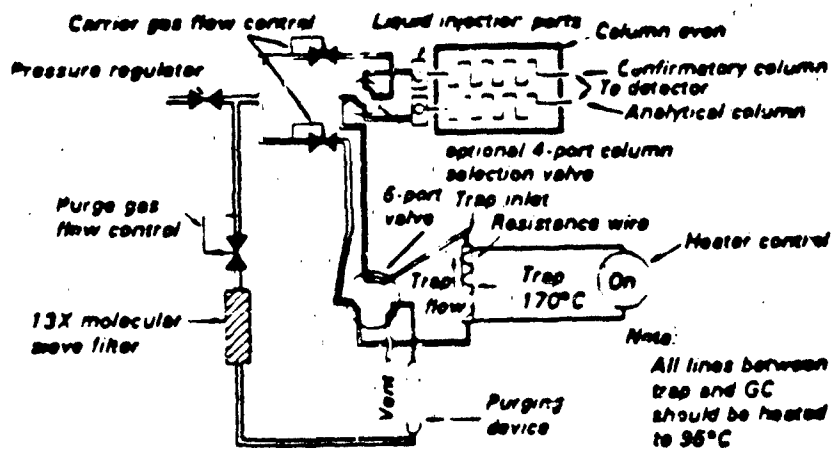 Carrier gas flow control
Liquid injection ports
Column oven
Pressure regulator
Confirmatory column
To detector
Analytical column
optional 4-port column
selection valve
6-port
valve
Trap inlet
Resistance wire
Purge gas
flow control
Heater control
Trap
flow
Trap
170°C
On
13X molecular
sieve filter
Note:
All lines between
trap and GC
should be heated
to 95°C
Vent
Purging
device